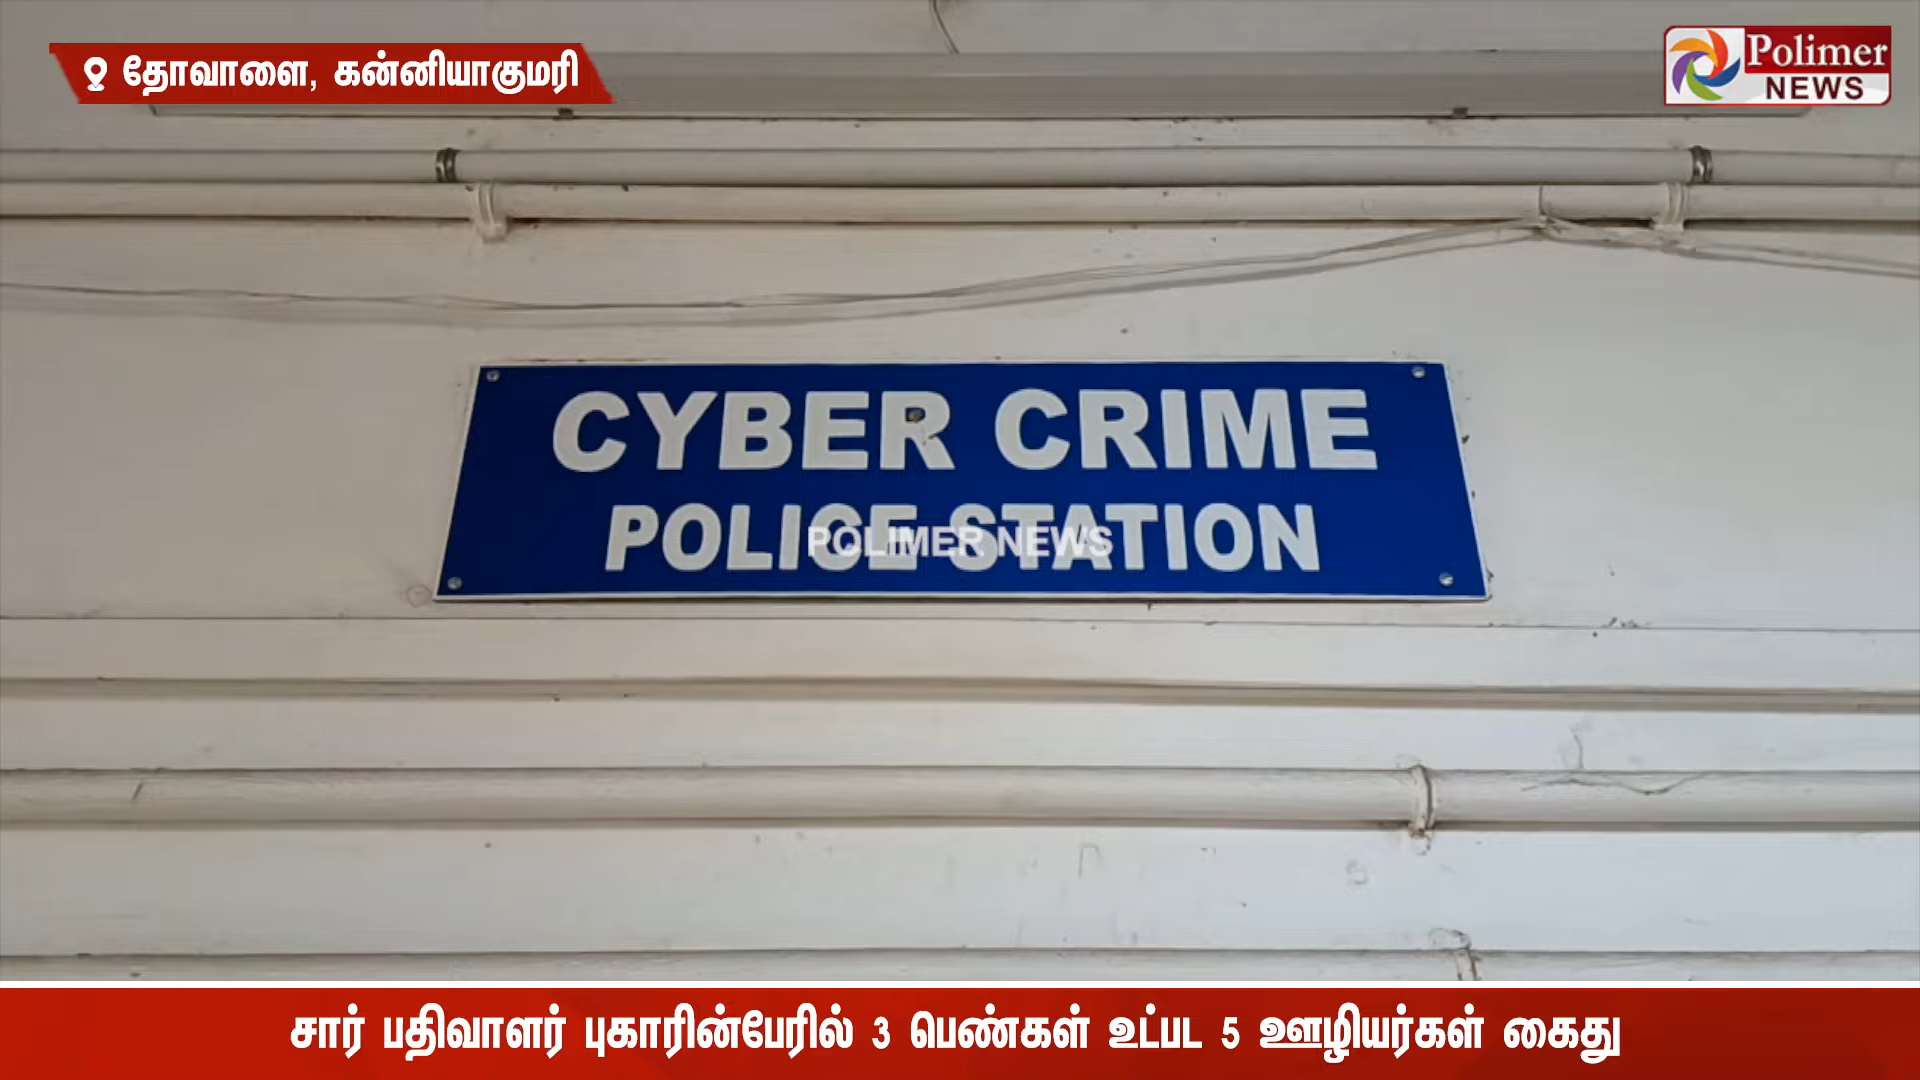 தோவாளை, கன்னியாகுமரி
Polimer
NEWS
CYBER CRIME
POLICE STATION
POLIMER NEWS
சார் பதிவாளர் புகாரின்பேரில் 3 பெண்கள் உட்பட 5 ஊழியர்கள் கைது